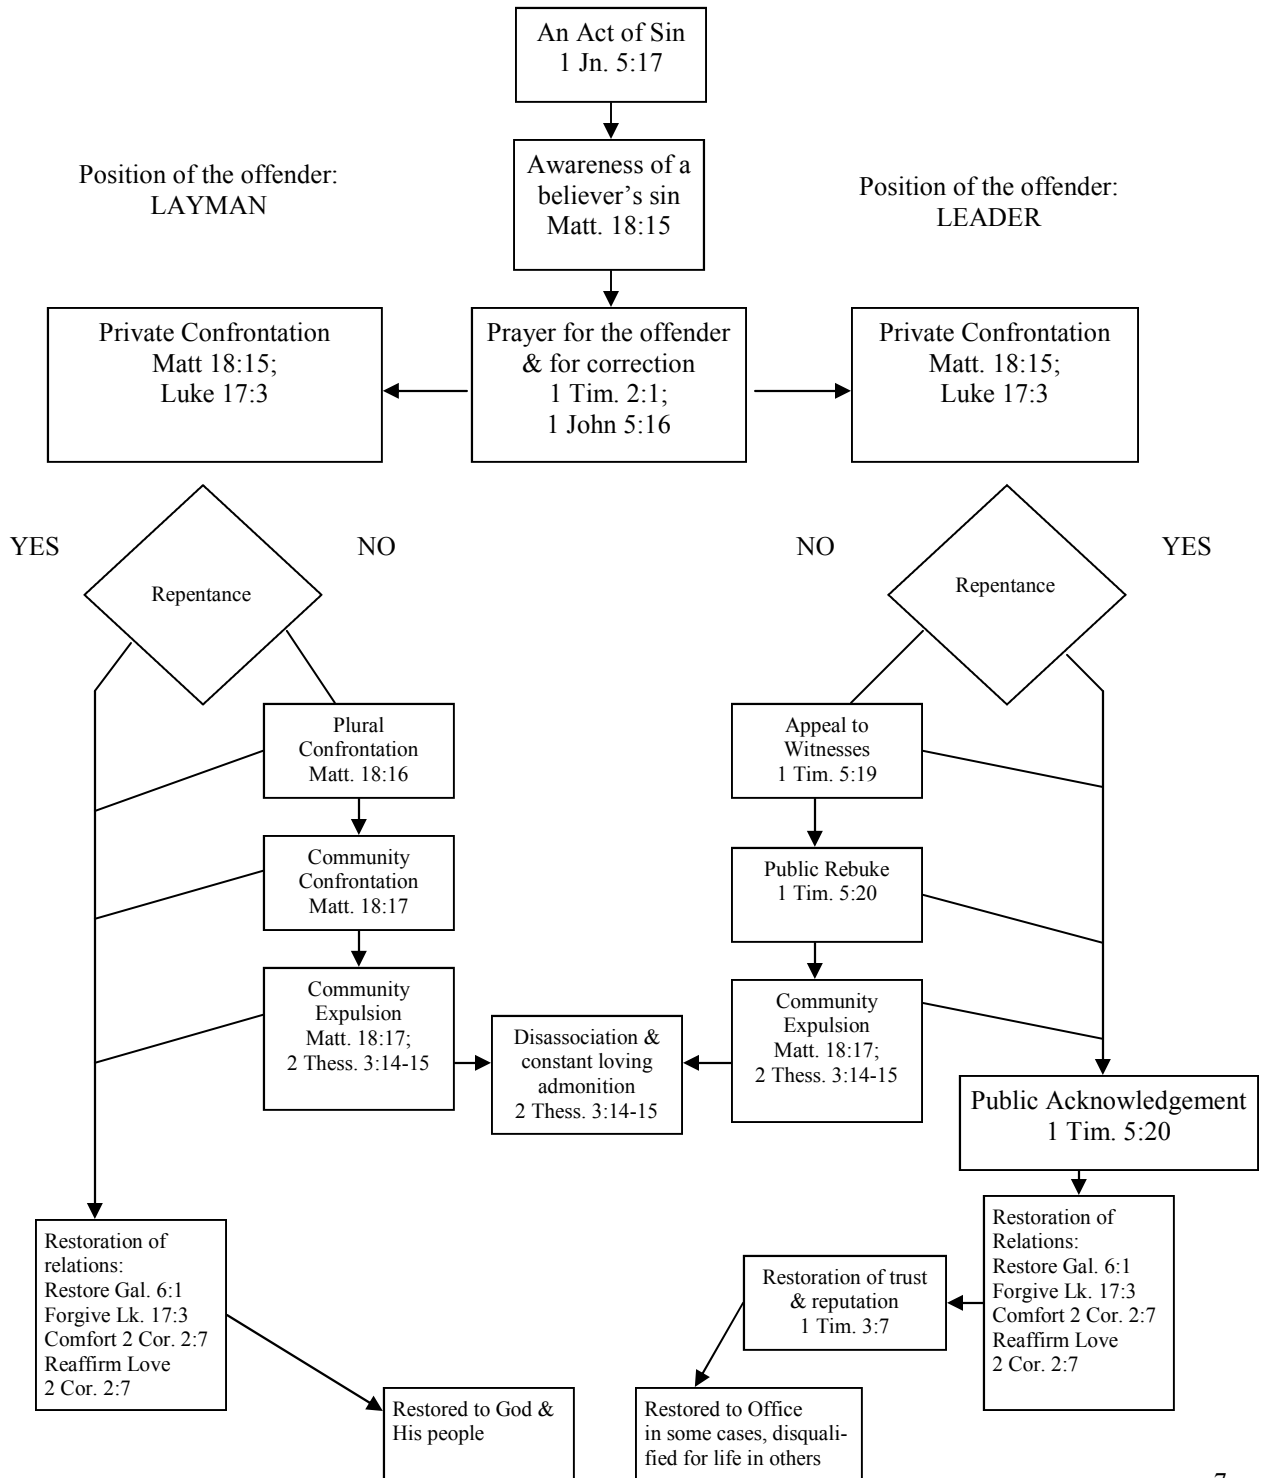 An Act of Sin
1 Jn. 5:17
Awareness of a
believer’s sin
Matt. 18:15
Position of the offender:
LAYMAN
Position of the offender:
LEADER
Private Confrontation
Matt 18:15;
Luke 17:3
Prayer for the offender
& for correction
1 Tim. 2:1;
1 John 5:16
Private Confrontation
Matt. 18:15;
Luke 17:3
YES
NO
Repentance
NO
YES
Repentance
Plural
Confrontation
Matt. 18:16
Community
Confrontation
Matt. 18:17
Community
Expulsion
Matt. 18:17;
2 Thess. 3:14-15
Disassociation &
constant loving
admonition
2 Thess. 3:14-15
Appeal to
Witnesses
1 Tim. 5:19
Public Rebuke
1 Tim. 5:20
Community
Expulsion
Matt. 18:17;
2 Thess. 3:14-15
Public Acknowledgement
1 Tim. 5:20
Restoration of
relations:
Restore Gal. 6:1
Forgive Lk. 17:3
Comfort 2 Cor. 2:7
Reaffirm Love
2 Cor. 2:7
Restoration of trust
& reputation
1 Tim. 3:7
Restoration of
Relations:
Restore Gal. 6:1
Forgive Lk. 17:3
Comfort 2 Cor. 2:7
Reaffirm Love
2 Cor. 2:7
Restored to God &
His people
Restored to Office
in some cases, disquali-
fied for life in others